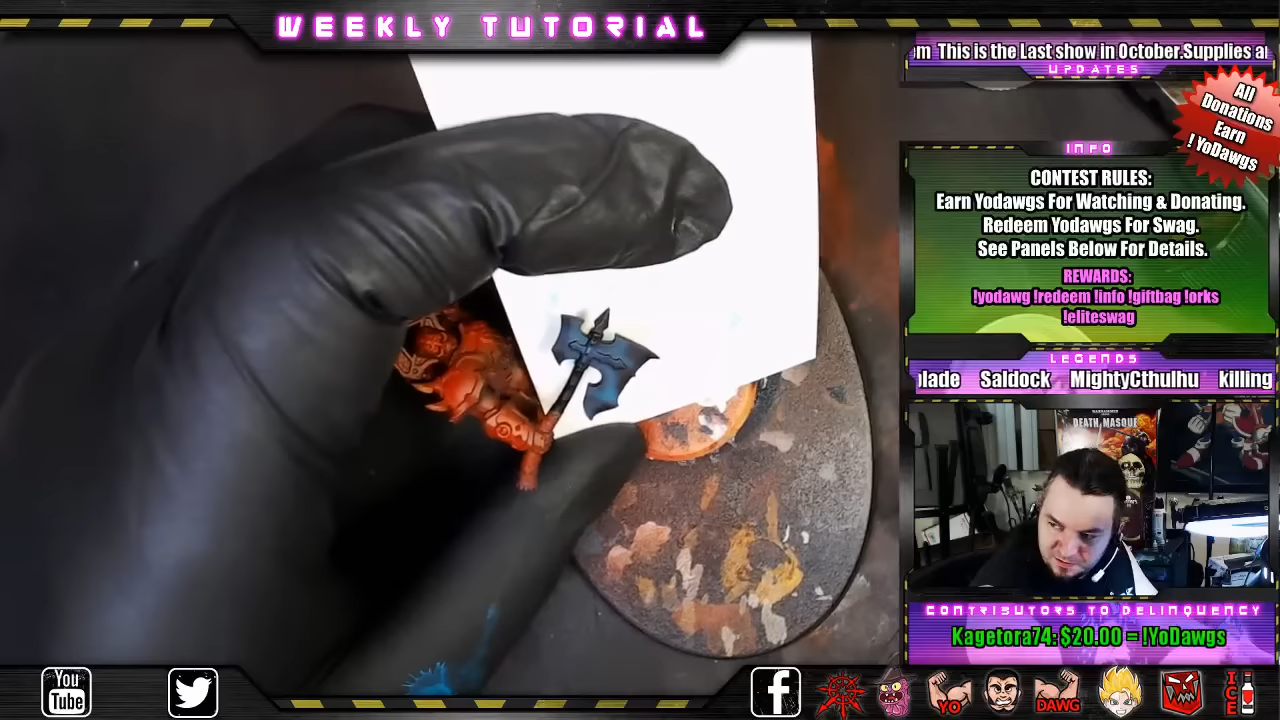 WEEKLY TUTORIAL
This is the Last show in October.Supplies
UPDATES
All
Donations
Earn
! YoDawgs
INFO
CONTEST RULES:
Earn Yodawgs For Watching & Donating.
Redeem Yodawgs For Swag.
See Panels Below For Details.
REWARDS:
!yodawg !redeem !info !giftbag !orks
!eliteswag
LEGENDS
Saldock MightyCthulhu killing
DEATH MASQUE
CONTRIBUTORS TO DELINQUENCY
Kagetora74: $20.00 = !YoDawgs
You
Tube
f
YO
DAWG
ICE